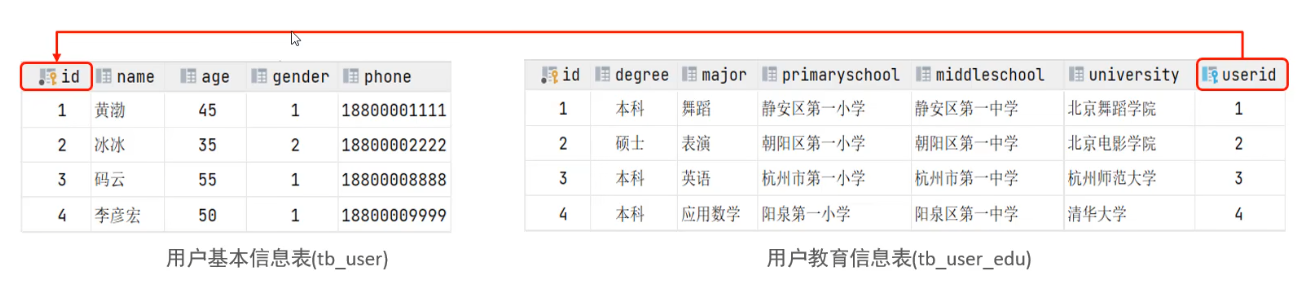 id name age gender phone
1 黄渤 45 1 18800001111
2 冰冰 35 2 18800002222
3 码云 55 1 18800008888
4 李彦宏 50 1 18800009999
用户基本信息表(tb_user)
id degree major primaryschool middleschool university userid
1 本科 舞蹈 静安区第一小学 静安区第一中学 北京舞蹈学院 1
2 硕士 表演 朝阳区第一小学 朝阳区第一中学 北京电影学院 2
3 本科 英语 杭州市第一小学 杭州市第一中学 杭州师范大学 3
4 本科 应用数学 阳泉第一小学 阳泉区第一中学 清华大学 4
用户教育信息表(tb_user_edu)